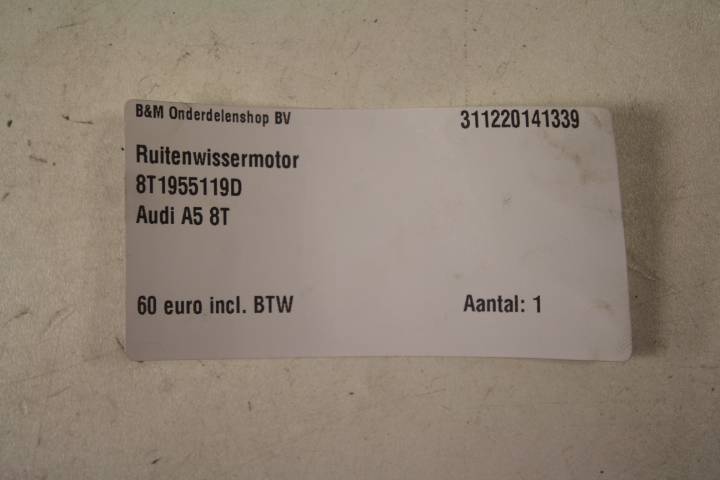 B&M Onderdelenshop BV 311220141339
Ruitenwissermotor
8T1955119D
Audi A5 8T
60 euro incl. BTW Aantal: 1